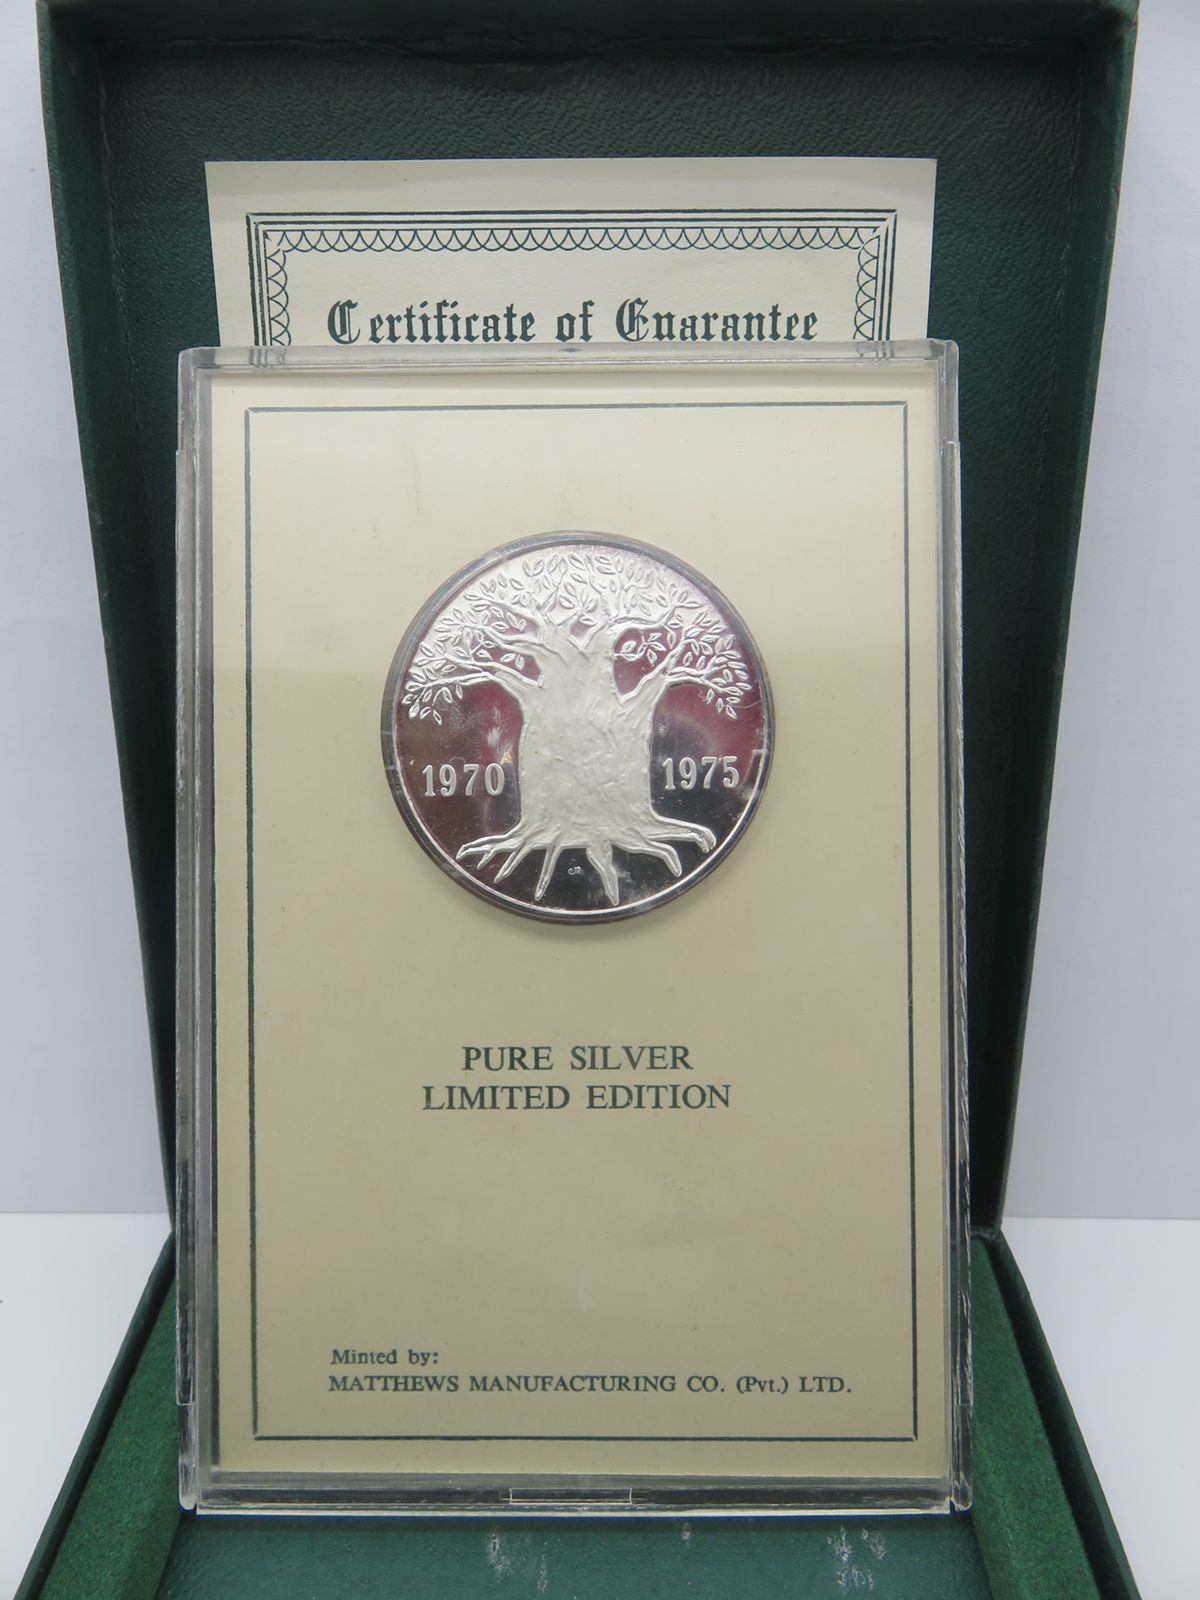 Certificate of Guarantee
1970 1975
PURE SILVER
LIMITED EDITION
Minted by:
MATTHEWS MANUFACTURING CO. (Pvt.) LTD.